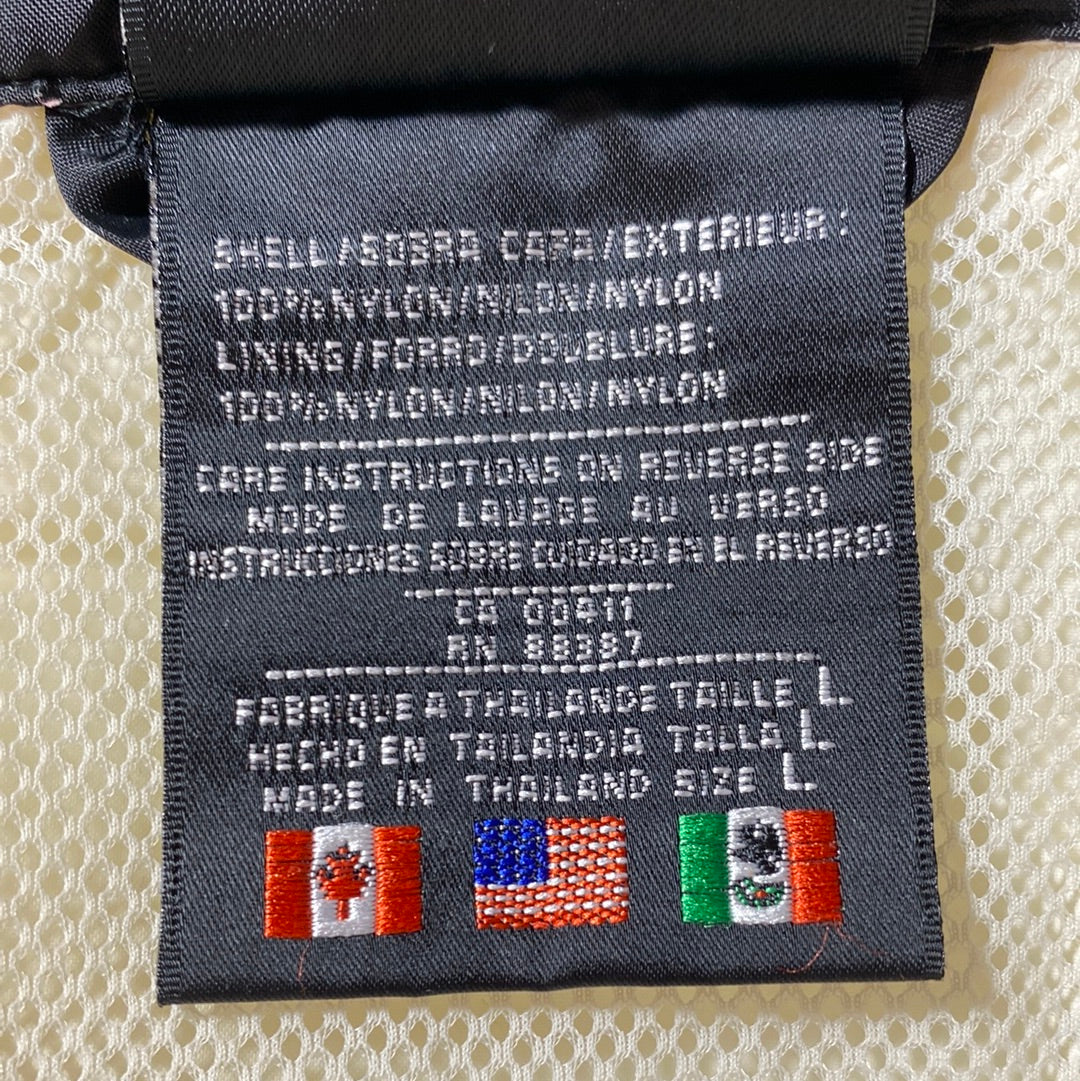 SHELL/SOBRA CAPA/EXTERIEUR:
100%NYLON/NILON/NYLON
LINING/FORRO/DOUBLURE:
100%NYLON/NILON/NYLON
CARE INSTRUCTIONS ON REVERSE SIDE
MODE DE LAVAGE AU VERSO
INSTRUCCIONES SOBRE CUIDADO EN EL REVERSO
CA 00411
RN 88387
FABRIQUE A THAILANDE TAILLE L
HECHO EN TAILANDIA TALLA L
MADE IN THAILAND SIZE L